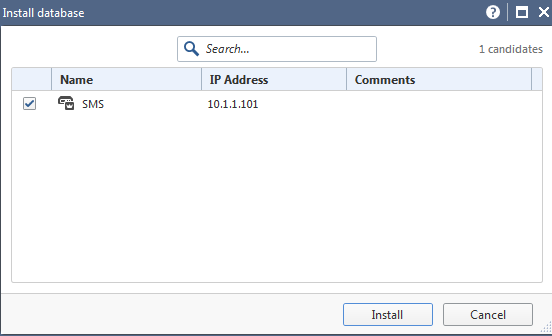 Install database
Search...
1 candidates
Name IP Address Comments
SMS 10.1.1.101
Install Cancel